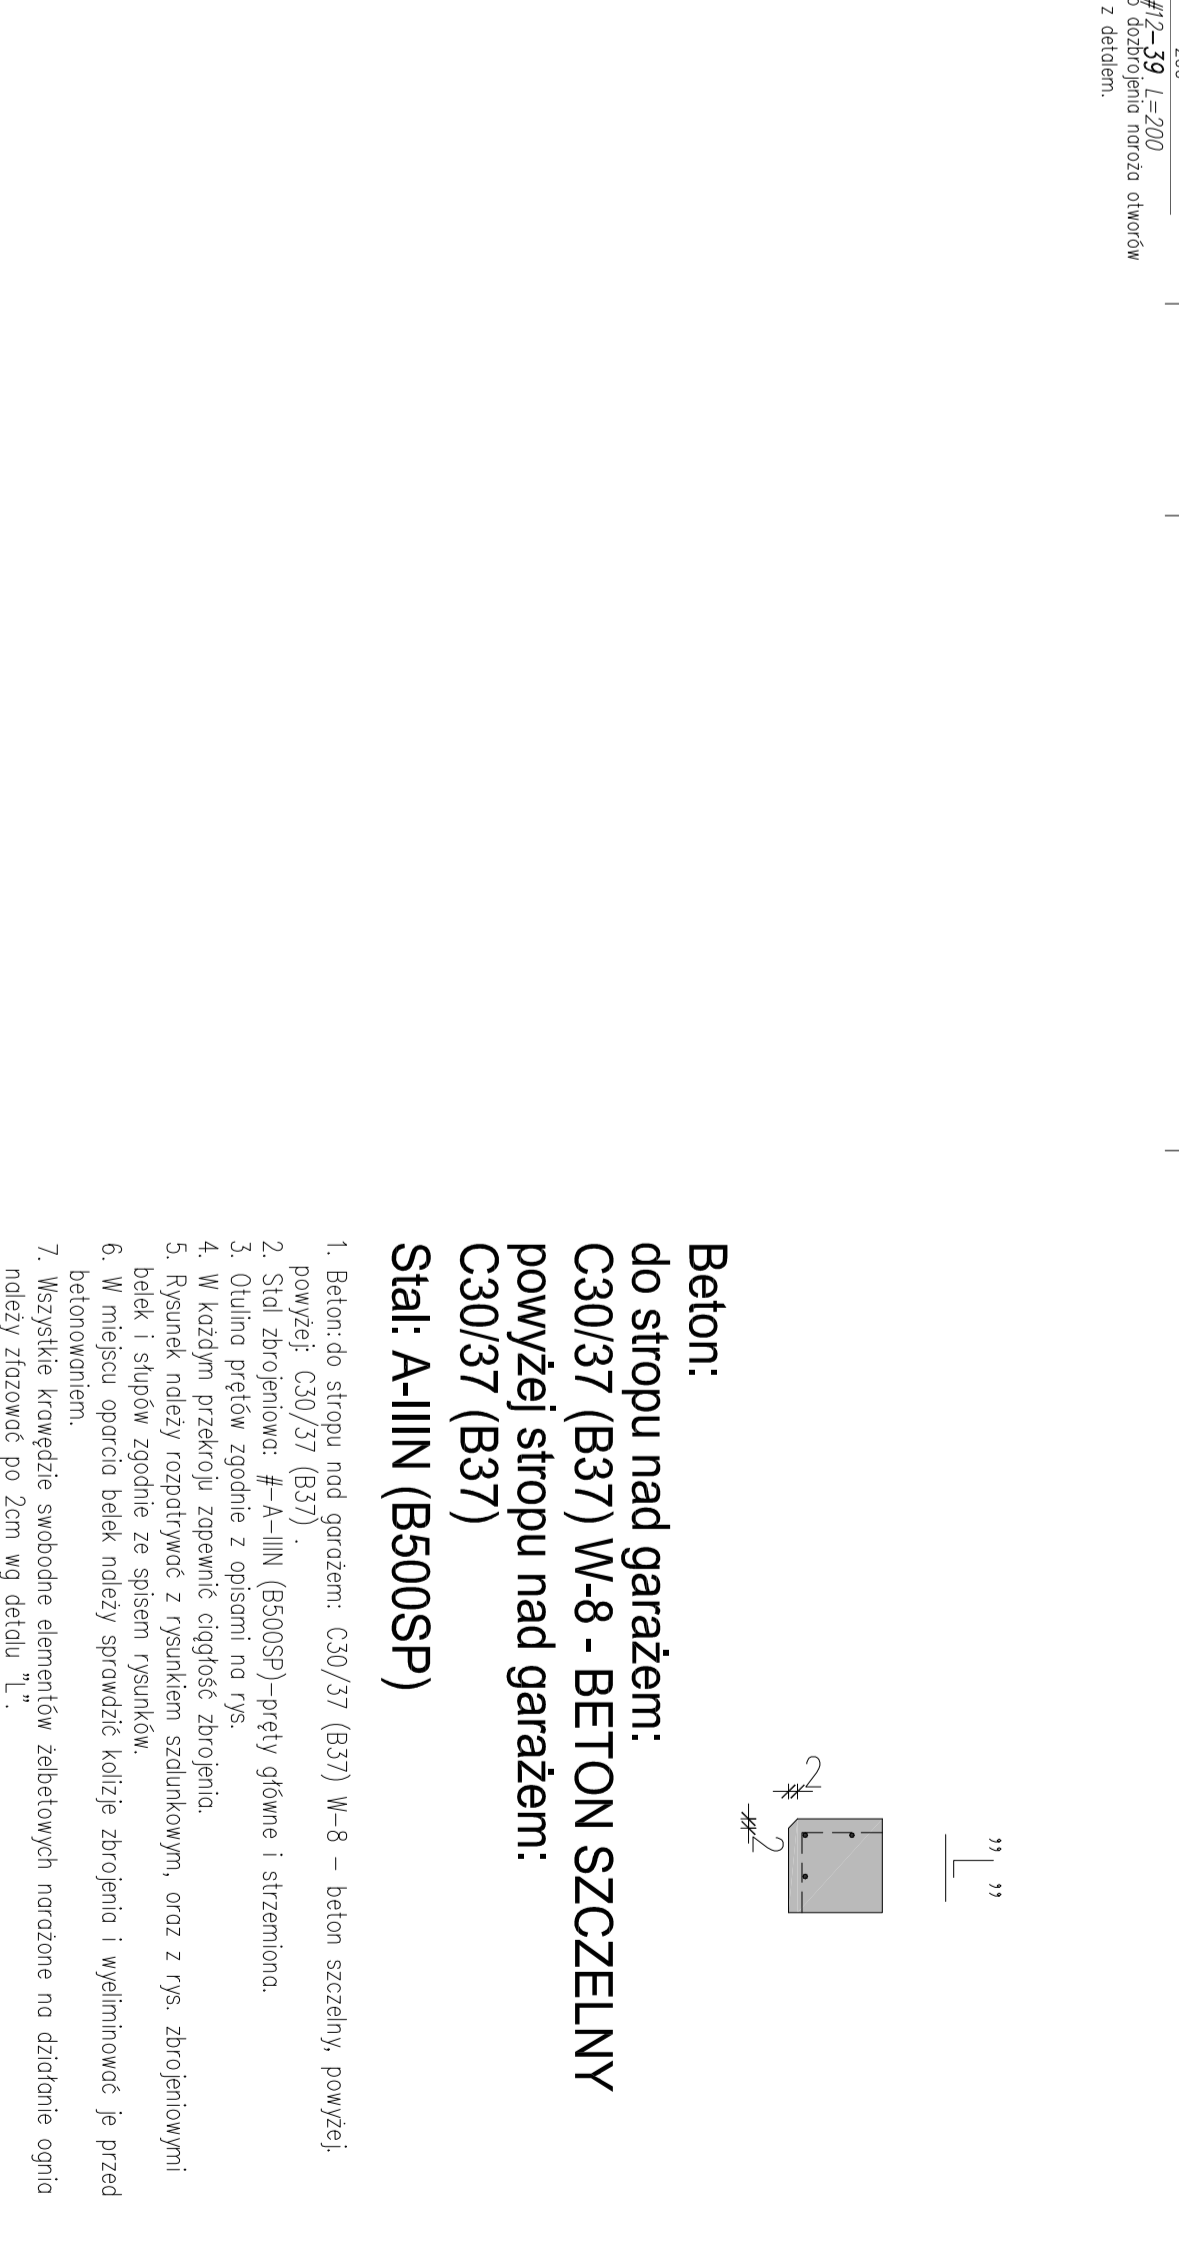 #12-39 L=200
dozbrojenia naroża otworów
z detalem.
"L"
2
2
Beton:
do stropu nad garażem:
C30/37 (B37) W-8 - BETON SZCZELNY
powyżej stropu nad garażem:
C30/37 (B37)
Stal: A-IIIN (B500SP)
1. Beton: do stropu nad garażem: C30/37 (B37) W-8 - beton szczelny, powyżej.
powyżej: C30/37 (B37) .
2. Stal zbrojeniowa: #-A-IIIN (B500SP)-pręty główne i strzemiona.
3. Otulina prętów zgodnie z opisami na rys.
4. W każdym przekroju zapewnić ciągłość zbrojenia.
5. Rysunek należy rozpatrywać z rysunkiem szalunkowym, oraz z rys. zbrojeniowymi
belek i słupów zgodnie ze spisem rysunków.
6. W miejscu oparcia belek należy sprawdzić kolizje zbrojenia i wyeliminować je przed
betonowaniem.
7. Wszystkie krawędzie swobodne elementów żelbetowych narażone na działanie ognia
należy zfazować po 2cm wg detalu "L".